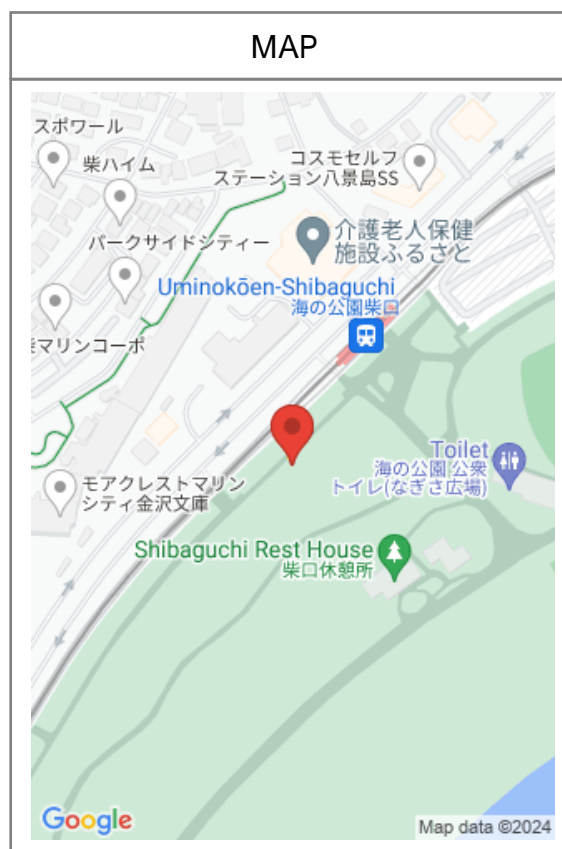 MAP
スポワール
柴ハイム
コスモセルフ
ステーション八景島SS
パークサイドシティー
介護老人保健
施設ふるさと
Uminokōen-Shibaguchi
海の公園柴口
マリンコーポ
モアクレストマリン
シティ金沢文庫
Toilet
海の公園 公衆
トイレ(なぎさ広場)
Shibaguchi Rest House
柴口休憩所
Google
Map data ©2024